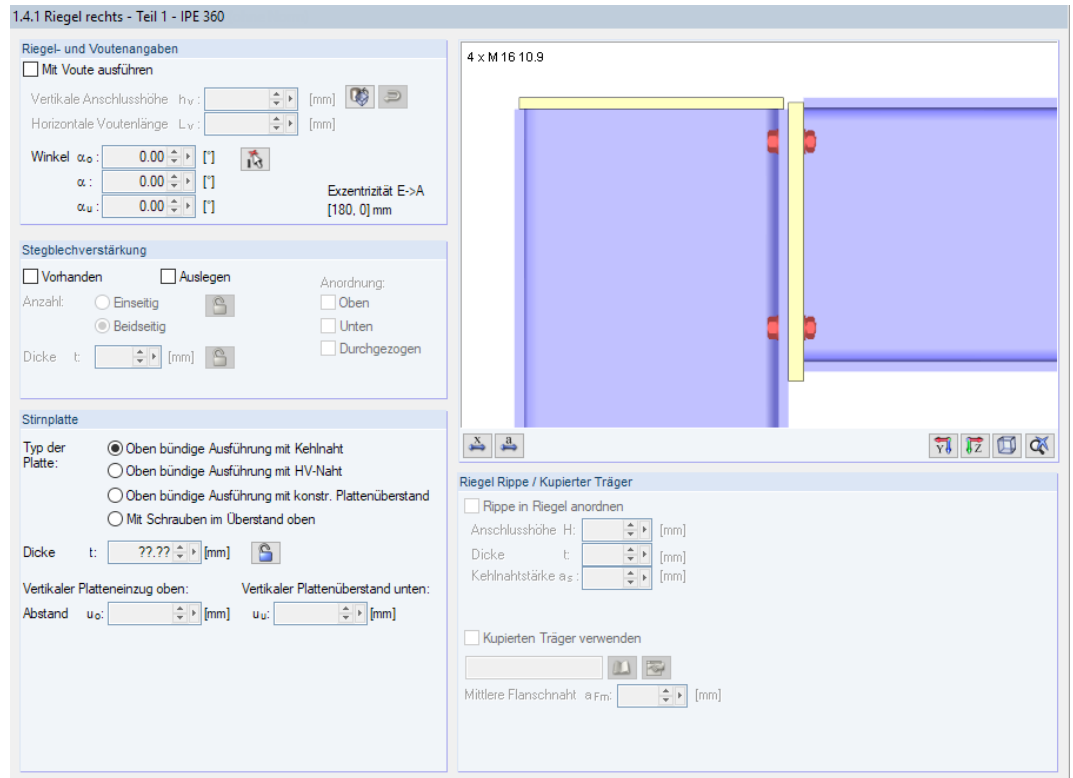 1.4.1 Riegel rechts - Teil 1 - IPE 360
Riegel- und Voutenangaben
Mit Voute ausführen
Vertikale Anschlusshöhe hv : [mm]
Horizontale Voutenlänge Lv : [mm]
Winkel αo : 0.00 [°]
α : 0.00 [°]
αu : 0.00 [°]
Exzentrizität E->A
[180, 0] mm
Stegblechverstärkung
Vorhanden Auslegen
Anordnung:
Anzahl: Einseitig Oben
Beidseitig Unten
Durchgezogen
Dicke t: [mm]
Stirnplatte
Typ der Platte:
Oben bündige Ausführung mit Kehlnaht
Oben bündige Ausführung mit HV-Naht
Oben bündige Ausführung mit konstr. Plattenüberstand
Mit Schrauben im Überstand oben
Dicke t: ??.?? [mm]
Vertikaler Platteneinzug oben: Vertikaler Plattenüberstand unten:
Abstand uo: [mm] uu: [mm]
4 x M 16 10.9
x a Y Z
Riegel Rippe / Kupierter Träger
Rippe in Riegel anordnen
Anschlusshöhe H: [mm]
Dicke t: [mm]
Kehlnahtstärke as : [mm]
Kupierten Träger verwenden
Mittlere Flanschnaht aFm: [mm]